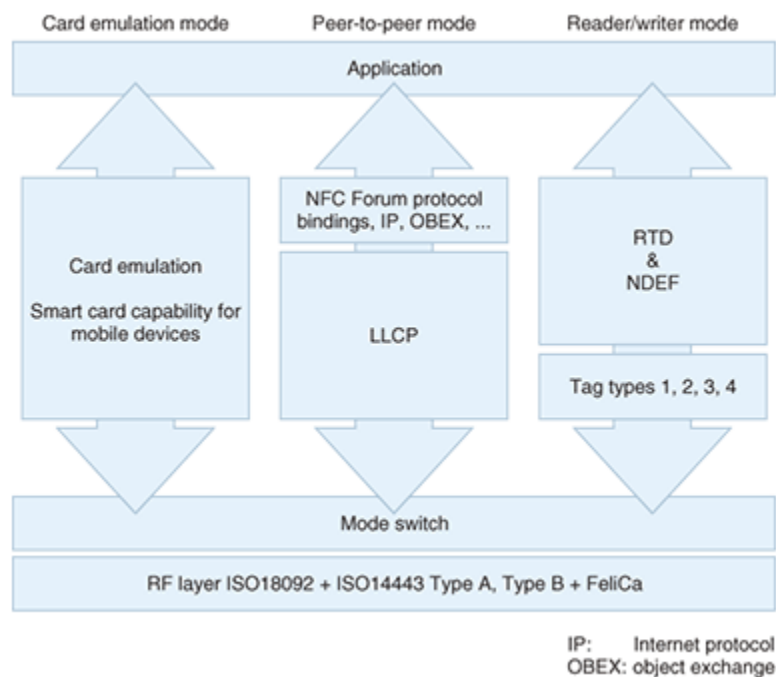 Card emulation mode
Peer-to-peer mode
Reader/writer mode
Application
Card emulation
Smart card capability for
mobile devices
NFC Forum protocol
bindings, IP, OBEX, ...
LLCP
RTD
&
NDEF
Tag types 1, 2, 3, 4
Mode switch
RF layer ISO18092 + ISO14443 Type A, Type B + FeliCa
IP: Internet protocol
OBEX: object exchange